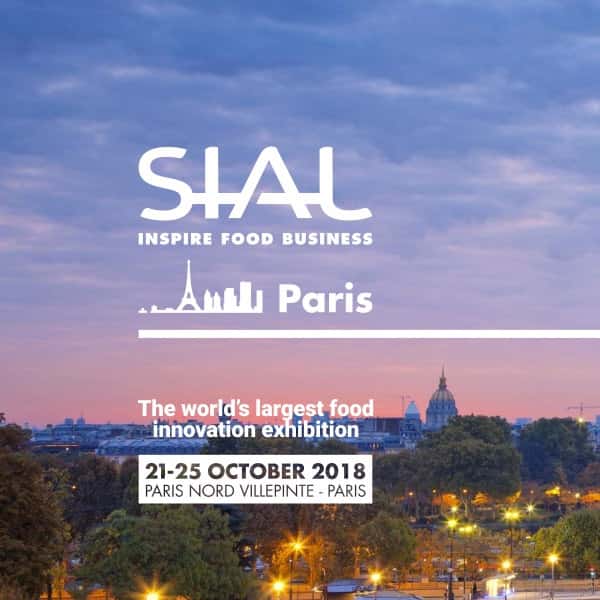 SIAL
INSPIRE FOOD BUSINESS
Paris
The world's largest food
innovation exhibition
21-25 OCTOBER 2018
PARIS NORD VILLEPINTE - PARIS